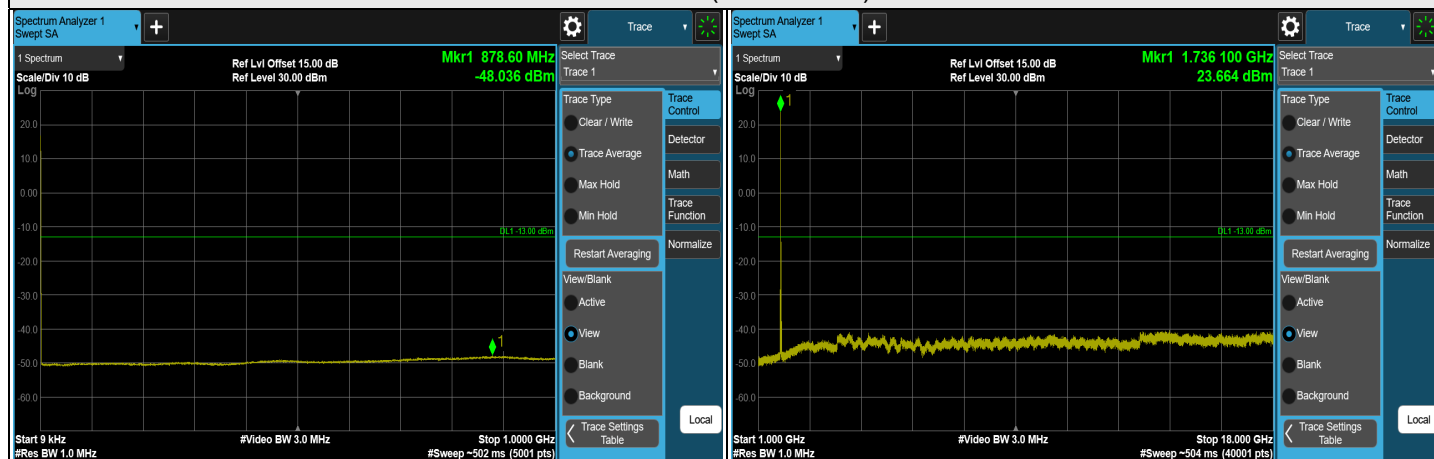 Spectrum Analyzer 1
Swept SA
+
Trace
1 Spectrum
Scale/Div 10 dB
Log
Ref Lvl Offset 15.00 dB
Ref Level 30.00 dBm
Mkr1 878.60 MHz
-48.036 dBm
20.0
10.0
0.00
-10.0
-20.0
-30.0
-40.0
-50.0
-60.0
DL1 -13.00 dBm
1
Start 9 kHz
#Res BW 1.0 MHz
#Video BW 3.0 MHz
Stop 1.0000 GHz
#Sweep ~502 ms (5001 pts)
Select Trace
Trace 1
Trace Type
Clear / Write
Trace Average
Max Hold
Min Hold
Restart Averaging
View/Blank
Active
View
Blank
Background
Trace Settings
Table
Trace
Control
Detector
Math
Trace
Function
Normalize
Local
Spectrum Analyzer 1
Swept SA
+
Trace
1 Spectrum
Scale/Div 10 dB
Log
Ref Lvl Offset 15.00 dB
Ref Level 30.00 dBm
Mkr1 1.736 100 GHz
23.664 dBm
1
20.0
10.0
0.00
-10.0
-20.0
-30.0
-40.0
-50.0
-60.0
DL1 -13.00 dBm
Start 1.000 GHz
#Res BW 1.0 MHz
#Video BW 3.0 MHz
Stop 18.000 GHz
#Sweep ~504 ms (40001 pts)
Select Trace
Trace 1
Trace Type
Clear / Write
Trace Average
Max Hold
Min Hold
Restart Averaging
View/Blank
Active
View
Blank
Background
Trace Settings
Table
Trace
Control
Detector
Math
Trace
Function
Normalize
Local